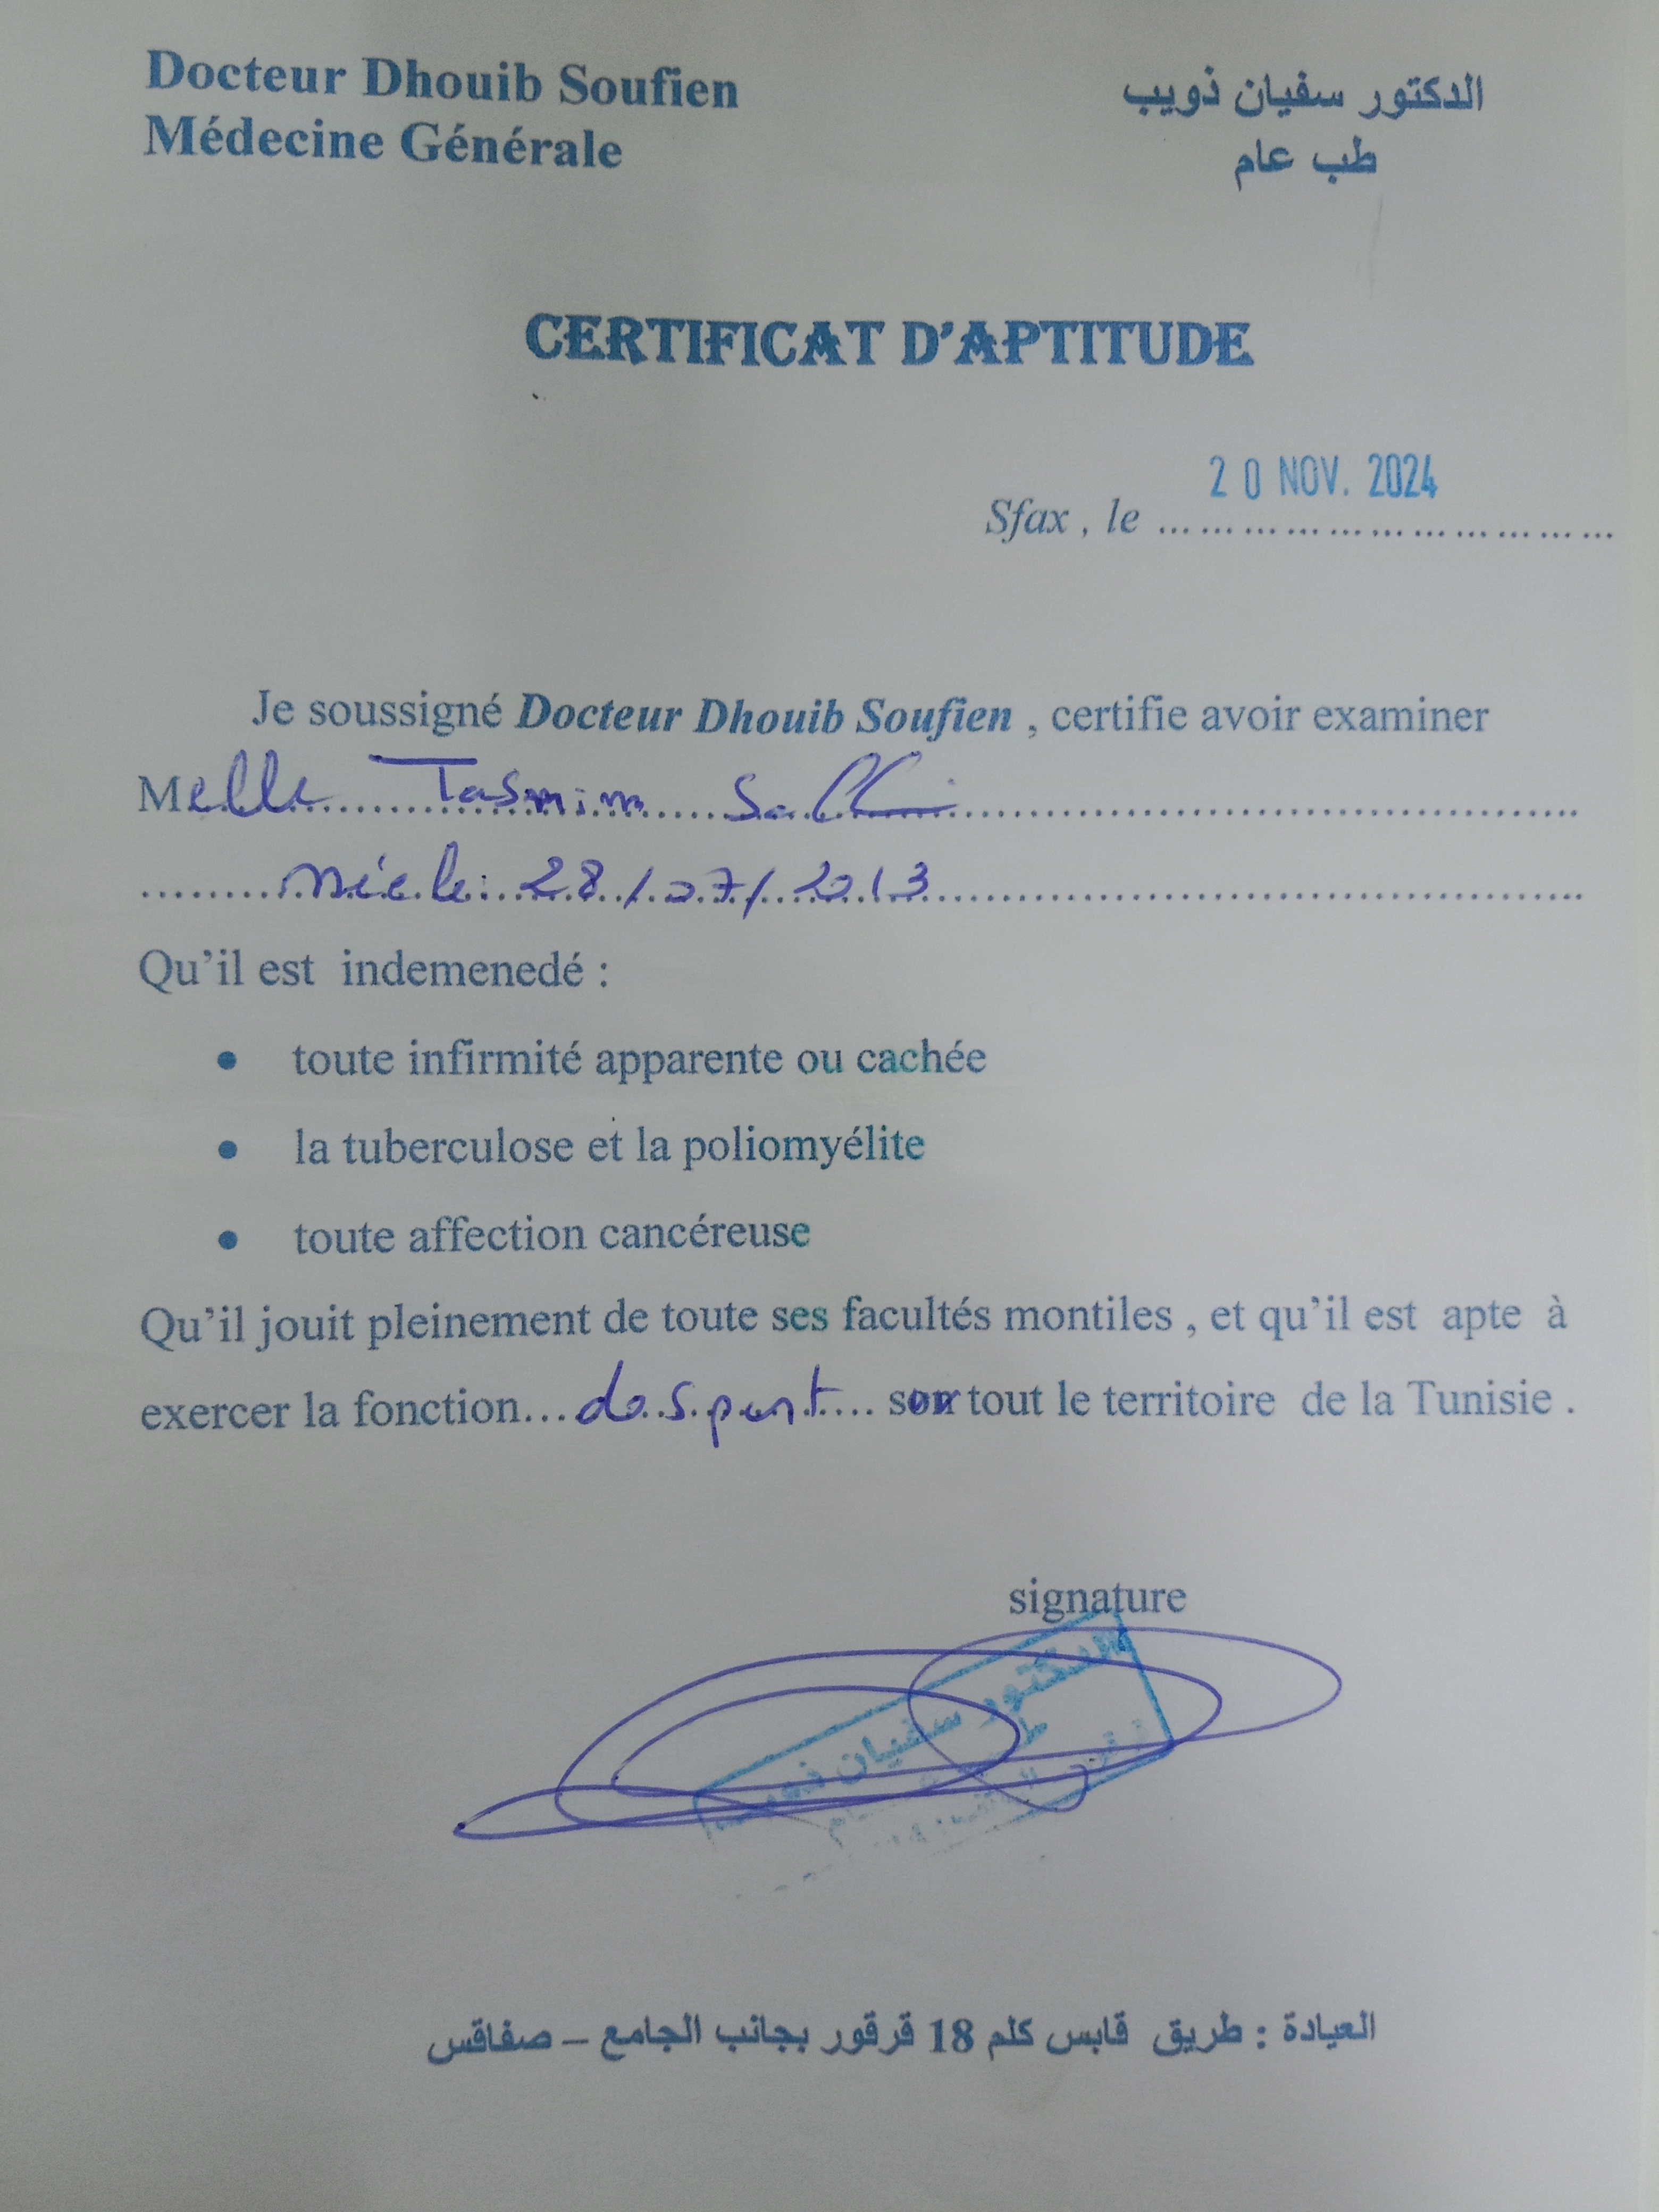 Docteur Dhouib Soufien
Médecine Générale
الدكتور سفيان ذويب
طب عام
CERTIFICAT D'APTITUDE
20 NOV. 2024
Sfax , le ……………………………
Je soussigné Docteur Dhouib Soufien , certifie avoir examiner
Melle Tasnim
née le: 28/07/2013
Qu'il est indemenedé :
• toute infirmité apparente ou cachée
• la tuberculose et la poliomyélite
• toute affection cancéreuse
Qu'il jouit pleinement de toute ses facultés montiles , et qu'il est apte à
exercer la fonction... do sport .... sur tout le territoire de la Tunisie .
signature
الدكتور سفيان ذويب
العيادة : طريق قابس كلم 18 قرقور بجانب الجامع – صفاقس